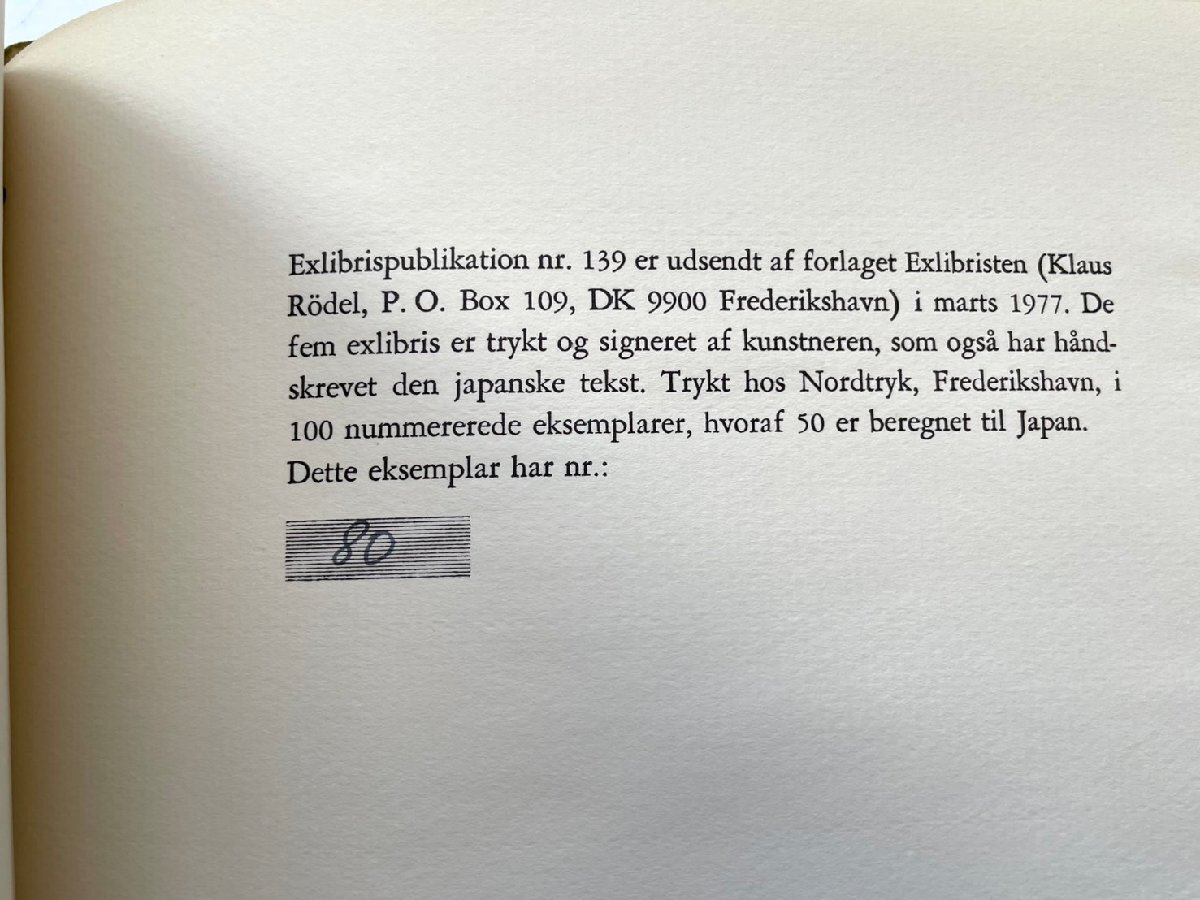 Exlibrispublikation nr. 139 er udsendt af forlaget Exlibristen (Klaus
Rödel, P. O. Box 109, DK 9900 Frederikshavn) i marts 1977. De
fem exlibris er trykt og signeret af kunstneren, som også har hånd-
skrevet den japanske tekst. Trykt hos Nordtryk, Frederikshavn, i
100 nummererede eksemplarer, hvoraf 50 er beregnet til Japan.
Dette eksemplar har nr.:
80